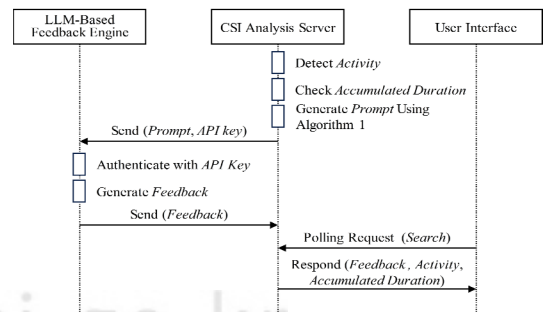 LLM-Based
Feedback Engine
CSI Analysis Server
User Interface
Detect Activity
Check Accumulated Duration
Generate Prompt Using
Algorithm 1
Send (Prompt, API key)
Authenticate with API Key
Generate Feedback
Send (Feedback)
Polling Request (Search)
Respond (Feedback , Activity,
Accumulated Duration)